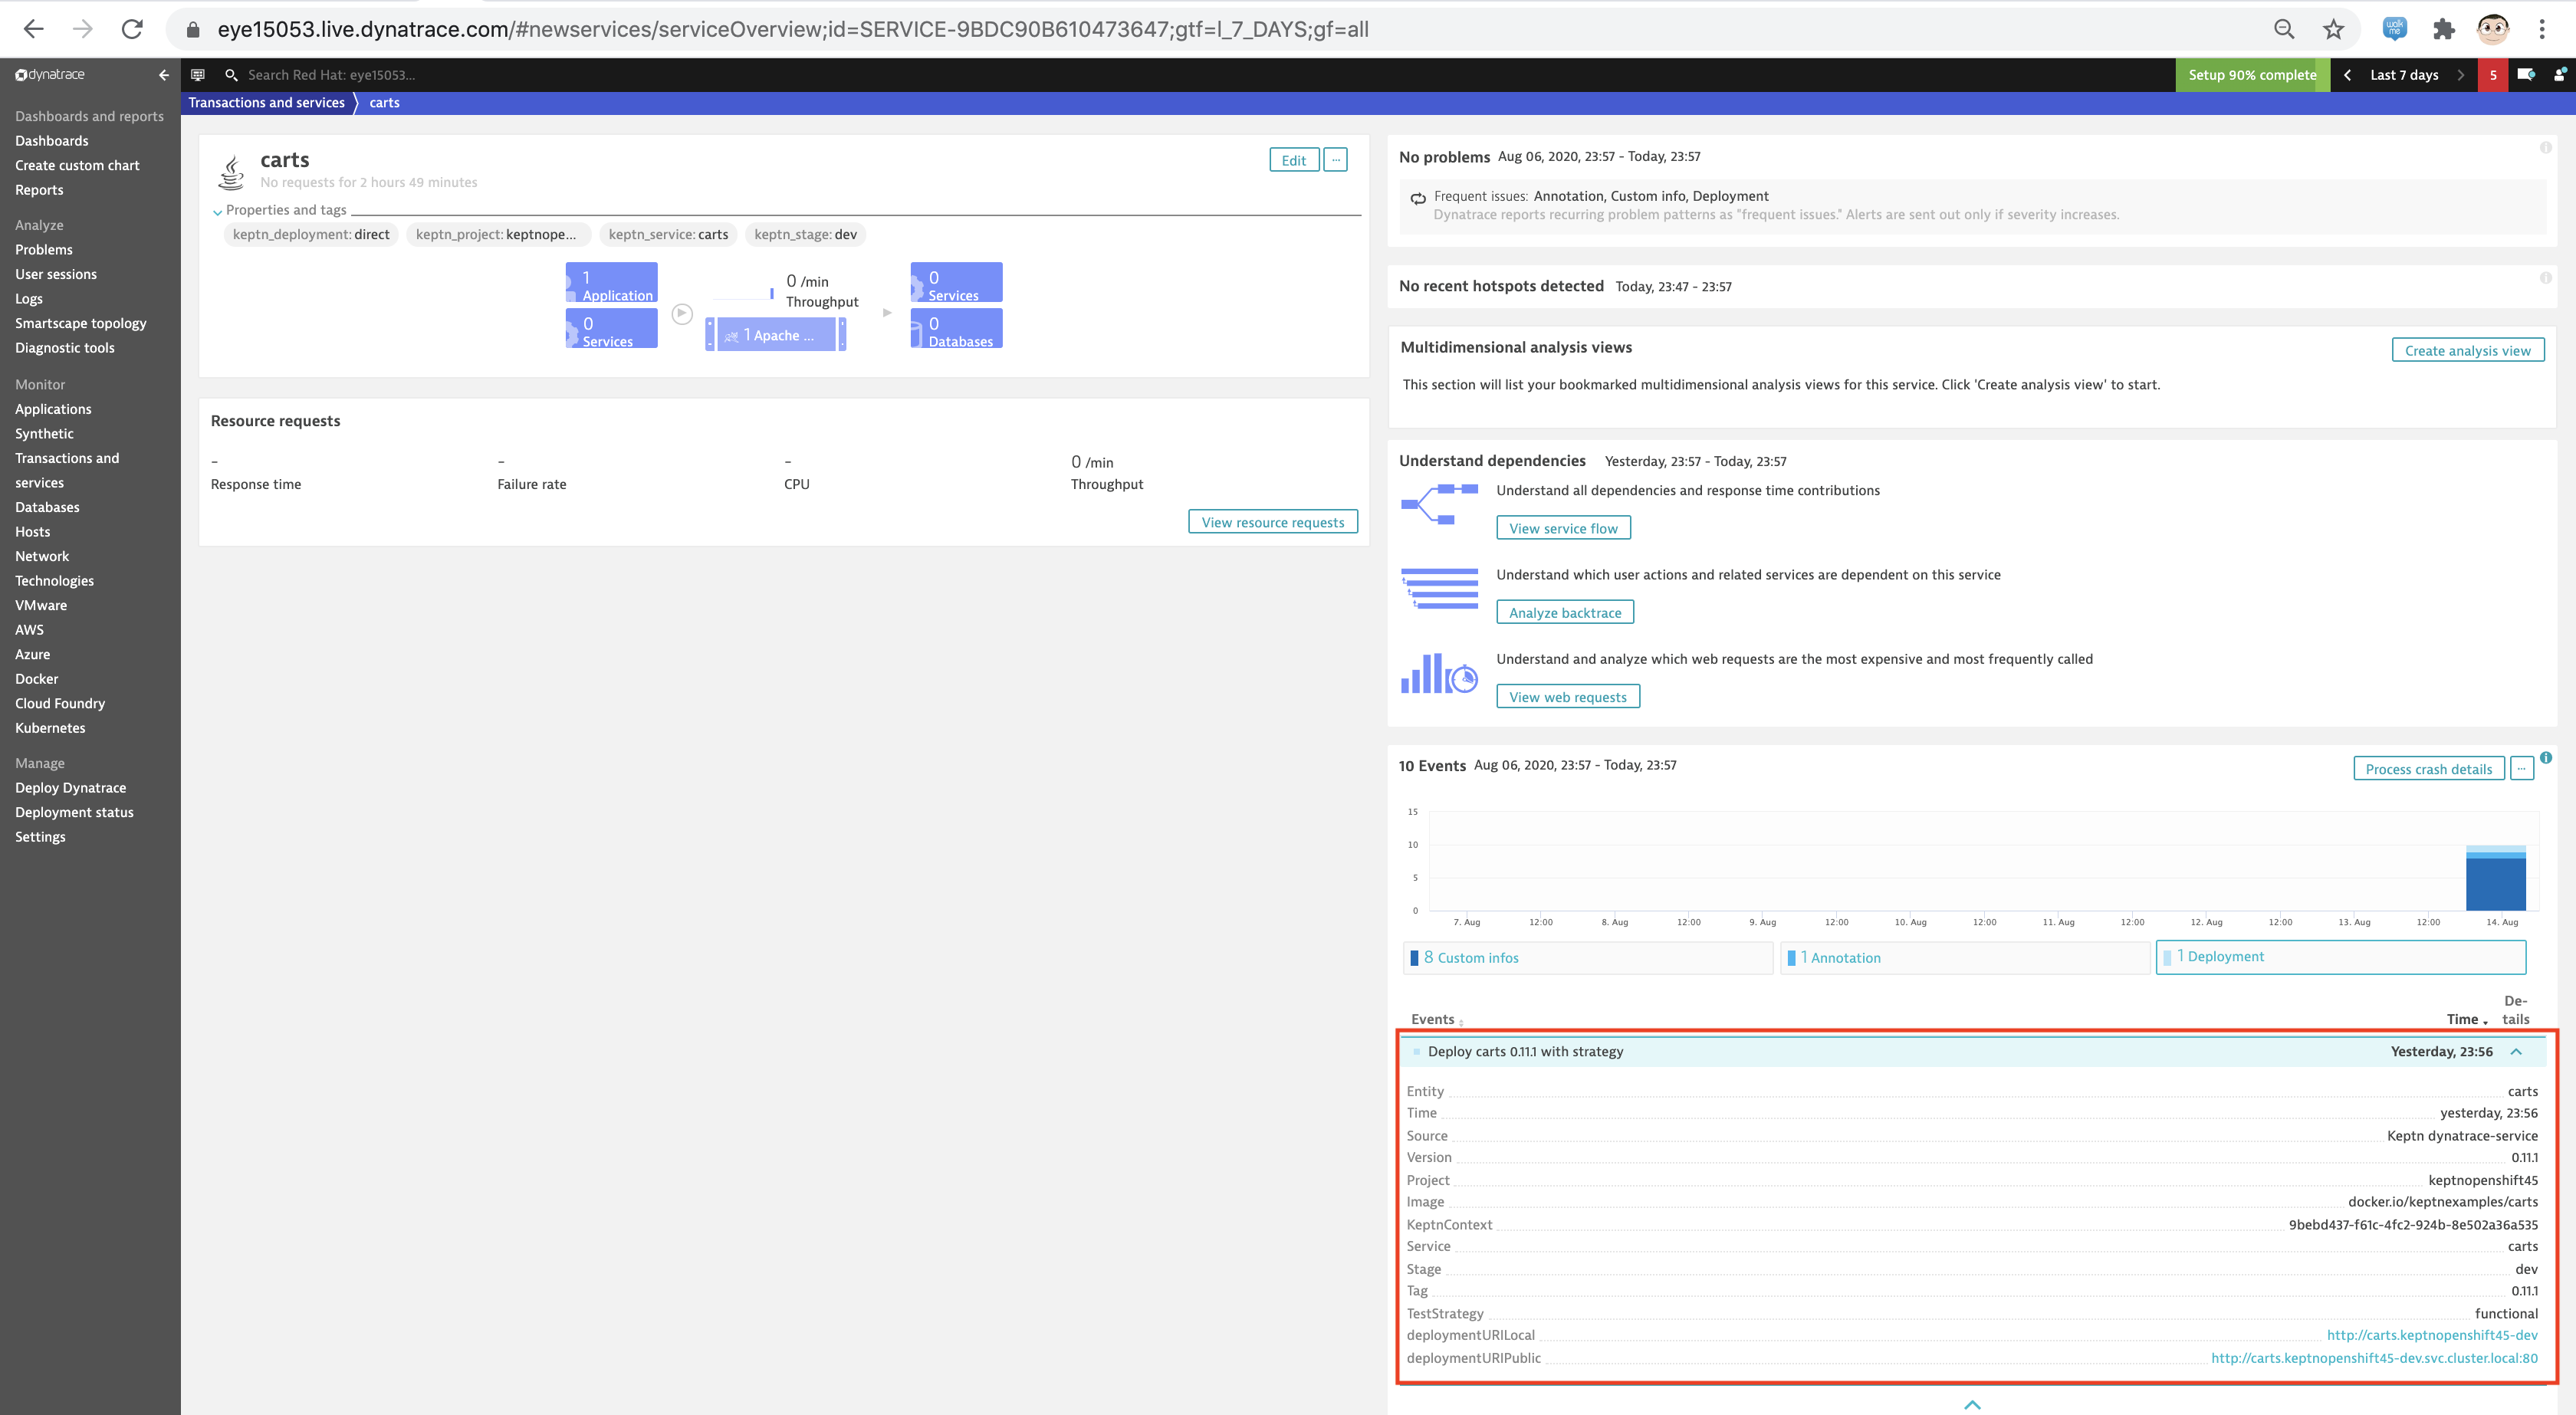 eye15053.live.dynatrace.com/#newservices/serviceOverview;id=SERVICE-9BDC90B610473647;gtf=l_7_DAYS;gf=all
walk me
dynatrace
Search Red Hat: eye15053...
Setup 90% complete
Last 7 days
5
Transactions and services
carts
Dashboards and reports
Dashboards
Create custom chart
Reports
Analyze
Problems
User sessions
Logs
Smartscape topology
Diagnostic tools
Monitor
Applications
Synthetic
Transactions and
services
Databases
Hosts
Network
Technologies
VMware
AWS
Azure
Docker
Cloud Foundry
Kubernetes
Manage
Deploy Dynatrace
Deployment status
Settings
carts
No requests for 2 hours 49 minutes
Edit
...
Properties and tags
keptn_deployment: direct
keptn_project: keptnope...
keptn_service: carts
keptn_stage: dev
1
Application
0
Services
0 /min
Throughput
1 Apache ...
0
Services
0
Databases
Resource requests
-
Response time
-
Failure rate
-
CPU
0 /min
Throughput
View resource requests
No problems Aug 06, 2020, 23:57 - Today, 23:57
Frequent issues: Annotation, Custom info, Deployment
Dynatrace reports recurring problem patterns as "frequent issues." Alerts are sent out only if severity increases.
No recent hotspots detected Today, 23:47 - 23:57
Multidimensional analysis views
Create analysis view
This section will list your bookmarked multidimensional analysis views for this service. Click 'Create analysis view' to start.
Understand dependencies Yesterday, 23:57 - Today, 23:57
Understand all dependencies and response time contributions
View service flow
Understand which user actions and related services are dependent on this service
Analyze backtrace
Understand and analyze which web requests are the most expensive and most frequently called
View web requests
10 Events Aug 06, 2020, 23:57 - Today, 23:57
Process crash details
...
15
10
5
0
7. Aug 12:00 8. Aug 12:00 9. Aug 12:00 10. Aug 12:00 11. Aug 12:00 12. Aug 12:00 13. Aug 12:00 14. Aug
8 Custom infos
1 Annotation
1 Deployment
Events
Time
De-
tails
Deploy carts 0.11.1 with strategy Yesterday, 23:56
Entity carts
Time yesterday, 23:56
Source Keptn dynatrace-service
Version 0.11.1
Project keptnopenshift45
Image docker.io/keptnexamples/carts
KeptnContext 9bebd437-f61c-4fc2-924b-8e502a36a535
Service carts
Stage dev
Tag 0.11.1
TestStrategy functional
deploymentURILocal http://carts.keptnopenshift45-dev
deploymentURIPublic http://carts.keptnopenshift45-dev.svc.cluster.local:80